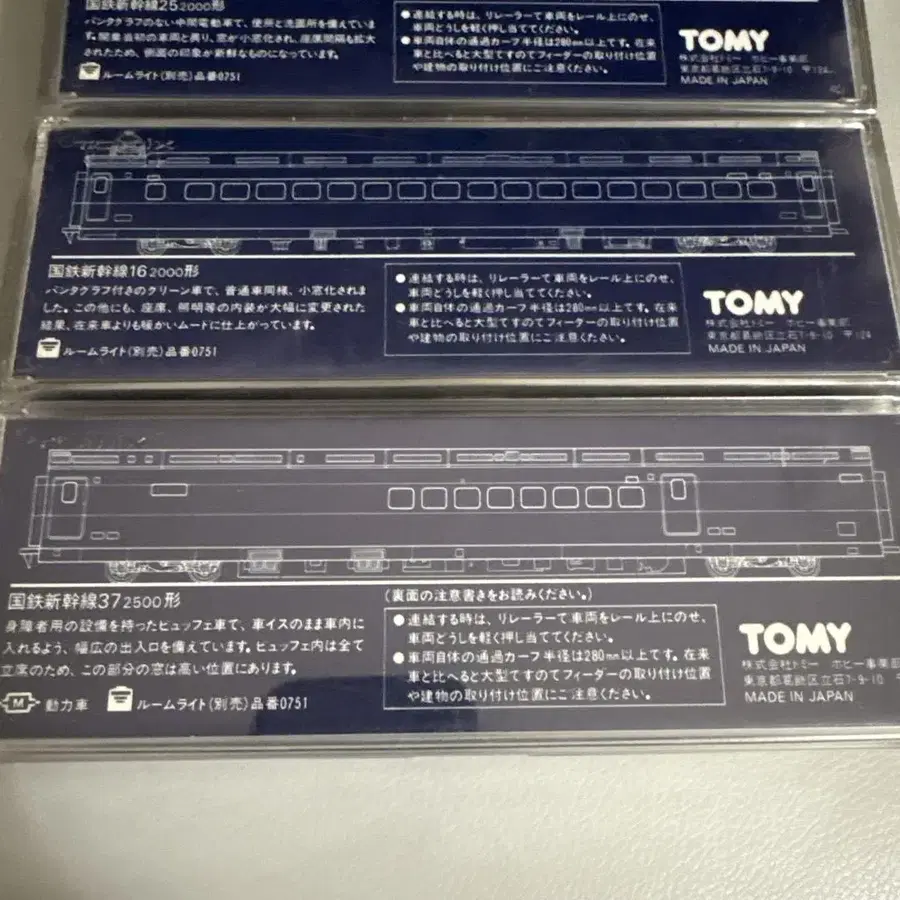 国鉄新幹線25 2000形
パンタグラフのない中間電動車で、便所と洗面所を備えています。開業当初の車両と異り、窓が小窓化され、座席間隔も拡大されたため、側面の印象が新鮮なものになっています。
ルームライト(別売)品番0751
●連結する時は、リレーラーで車両をレール上にのせ、
車両どうしを軽く押し当ててください。
●車両自体の通過カーブ半径は280mm以上です。在来
車と比べると大型ですのでフィーダーの取り付け位置
や建物の取り付け位置にご注意ください。
TOMY
株式会社トミー ホビー事業部
東京都葛飾区立石7-9-10 〒124
MADE IN JAPAN
国鉄新幹線16 2000形
パンタグラフ付きのグリーン車で、普通車同様、小窓化されま
した。この他にも、座席、照明等の内装が大幅に変更された
結果、在来車よりも暖かいムードに仕上がっています。
ルームライト(別売)品番0751
●連結する時は、リレーラーで車両をレール上にのせ、
車両どうしを軽く押し当ててください。
●車両自体の通過カーブ半径は280mm以上です。在来
車と比べると大型ですのでフィーダーの取り付け位置
や建物の取り付け位置にご注意ください。
TOMY
株式会社トミー ホビー事業部
東京都葛飾区立石7-9-10 〒124
MADE IN JAPAN
国鉄新幹線37 2500形
身障者用の設備を持ったビュッフェ車で、車イスのまま車内に
入れるよう、幅広の出入口を備えています。ビュッフェ内は全て
立席のため、この部分の窓は高い位置にあります。
M 動力車 ルームライト(別売)品番0751
(裏面の注意書きをお読みください。)
●連結する時は、リレーラーで車両をレール上にのせ、
車両どうしを軽く押し当ててください。
●車両自体の通過カーブ半径は280mm以上です。在来
車と比べると大型ですのでフィーダーの取り付け位置
や建物の取り付け位置にご注意ください。
TOMY
株式会社トミー ホビー事業部
東京都葛飾区立石7-9-10
MADE IN JAPAN